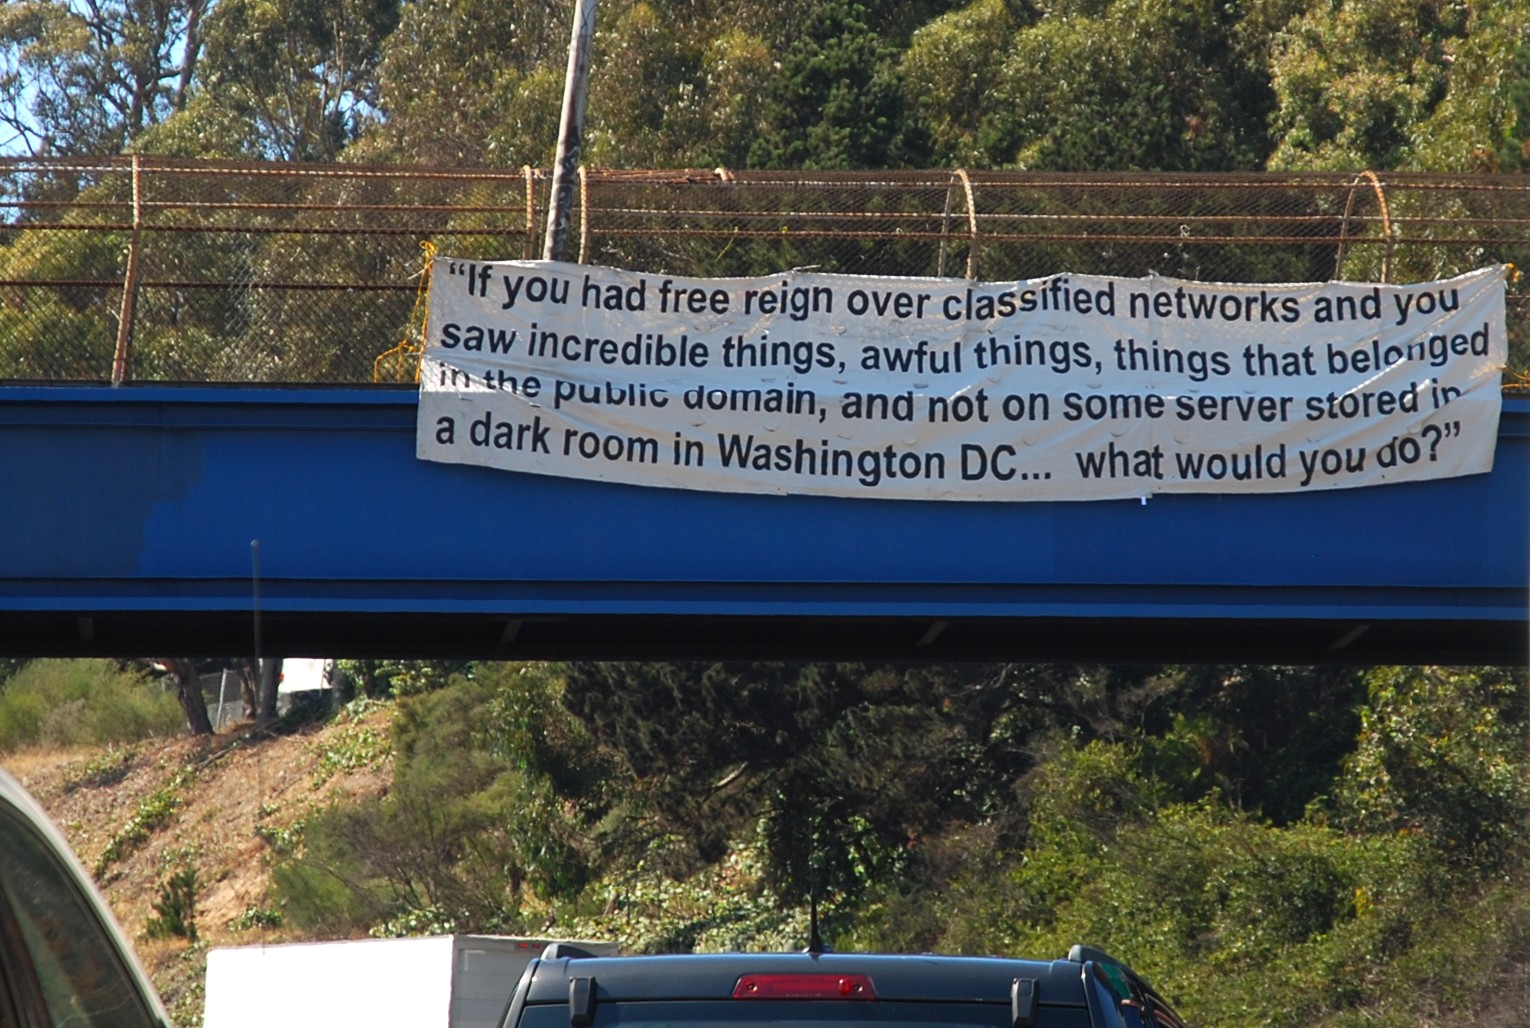 “If you had free reign over classified networks and you
saw incredible things, awful things, things that belonged
in the public domain, and not on some server stored in
a dark room in Washington DC... what would you do?”